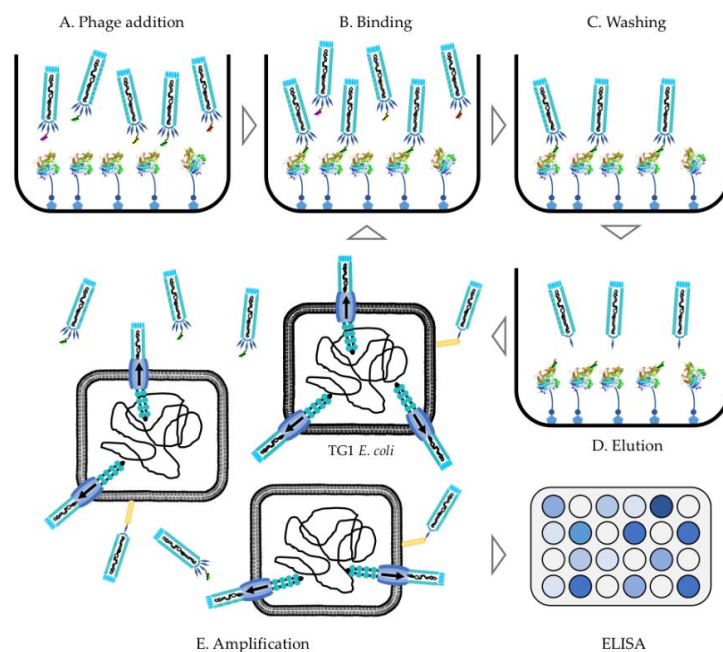 A. Phage addition
B. Binding
C. Washing
TG1 E. coli
D. Elution
E. Amplification
ELISA